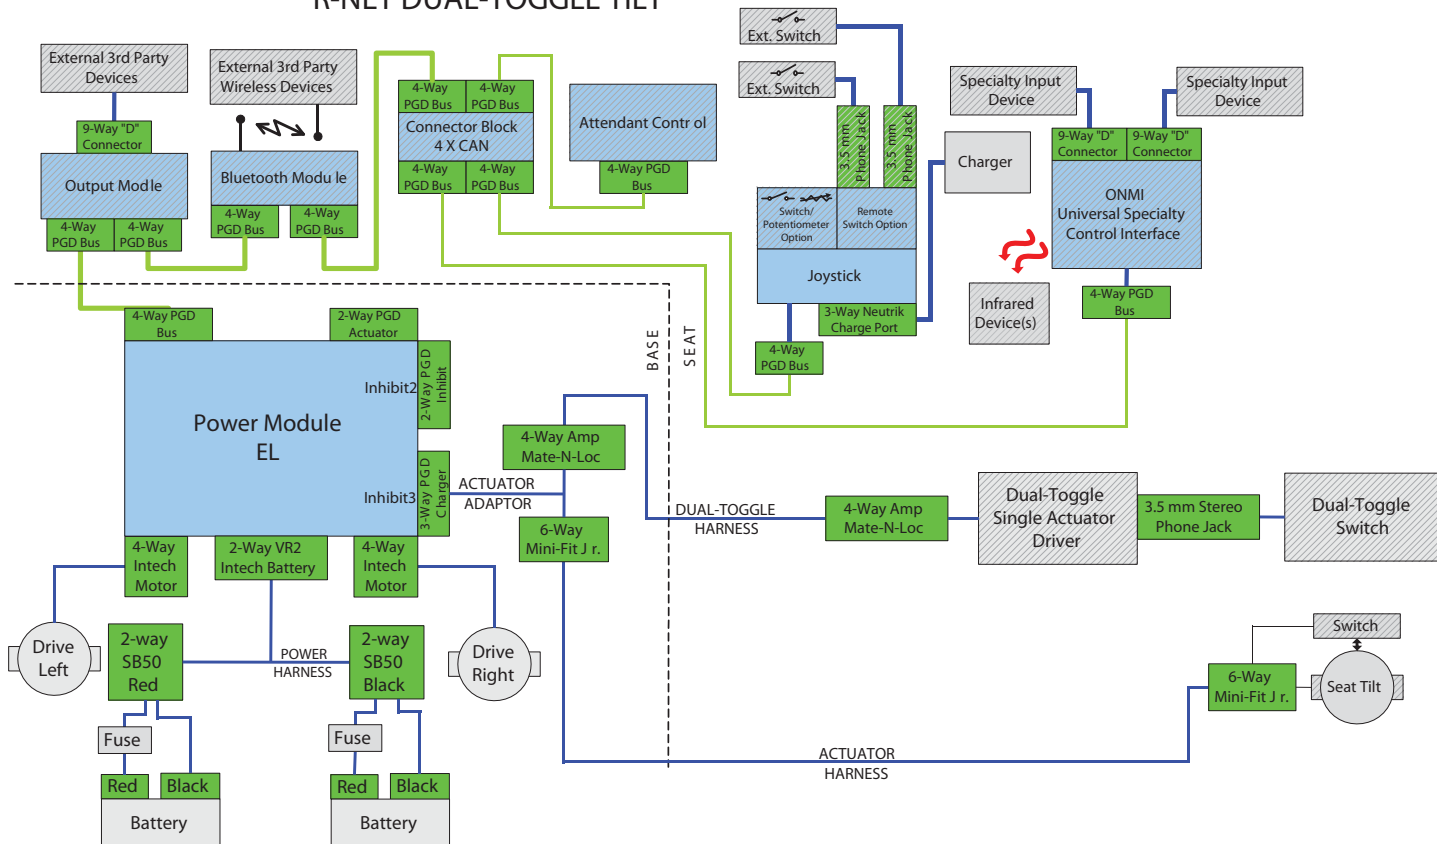 R-NET DUAL-TOGGLE TILT
External 3rd Party
Devices
9-Way "D"
Connector
Output Modle
4-Way
PGD Bus
4-Way
PGD Bus
External 3rd Party
Wireless Devices
Bluetooth Modu le
4-Way
PGD Bus
4-Way
PGD Bus
4-Way
PGD Bus
4-Way
PGD Bus
Connector Block
4 X CAN
4-Way
PGD Bus
4-Way
PGD Bus
Attendant Contr ol
4-Way PGD
Bus
Ext. Switch
Ext. Switch
3.5 mm
Phone Jack
3.5 mm
Phone Jack
Switch/
Potentiometer
Option
Remote
Switch Option
Joystick
3-Way Neutrik
Charge Port
4-Way
PGD Bus
Charger
Specialty Input
Device
Specialty Input
Device
9-Way "D"
Connector
9-Way "D"
Connector
ONMI
Universal Specialty
Control Interface
4-Way PGD
Bus
Infrared
Device(s)
BASE
SEAT
4-Way PGD
Bus
2-Way PGD
Actuator
Inhibit2
2-Way PGD
Inhibit
Power Module
EL
Inhibit3
3-Way PGD
Charger
4-Way
Intech
Motor
2-Way VR2
Intech Battery
4-Way
Intech
Motor
ACTUATOR
ADAPTOR
4-Way Amp
Mate-N-Loc
6-Way
Mini-Fit J r.
DUAL-TOGGLE
HARNESS
4-Way Amp
Mate-N-Loc
Dual-Toggle
Single Actuator
Driver
3.5 mm Stereo
Phone Jack
Dual-Toggle
Switch
Drive
Left
2-way
SB50
Red
POWER
HARNESS
2-way
SB50
Black
Drive
Right
Fuse
Red
Black
Battery
Fuse
Red
Black
Battery
ACTUATOR
HARNESS
6-Way
Mini-Fit J r.
Switch
Seat Tilt